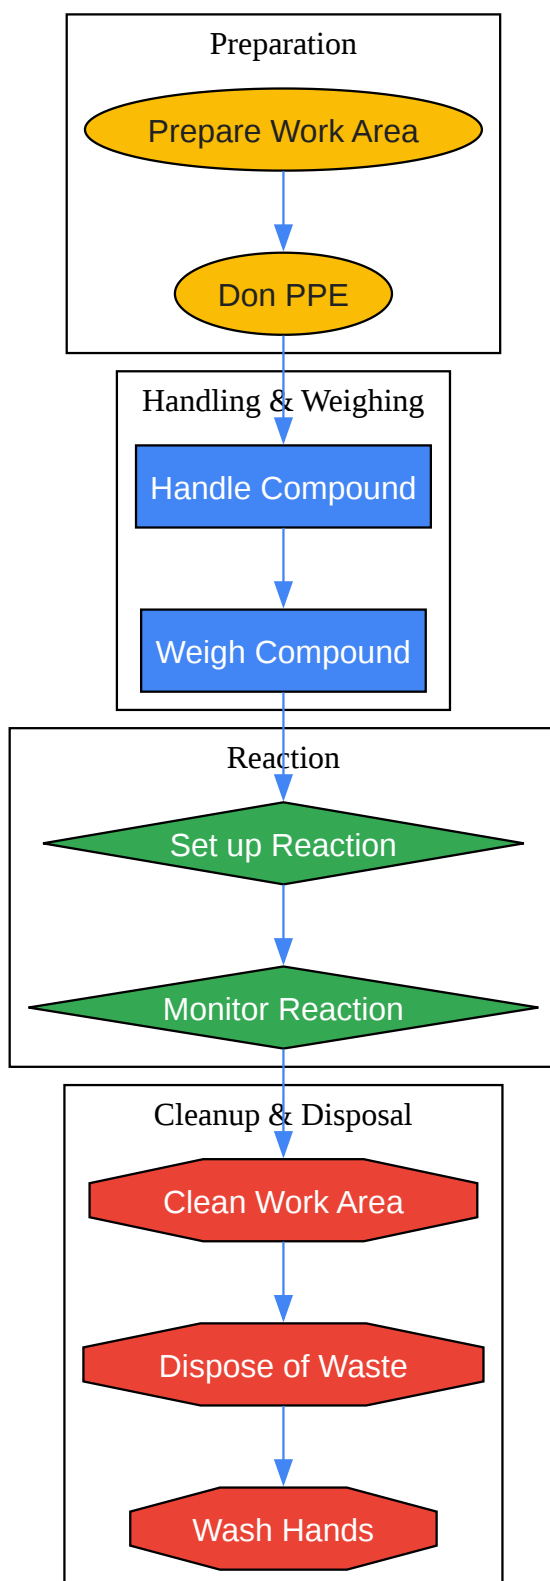 Preparation
Prepare Work Area
Don PPE
Handling & Weighing
Handle Compound
Weigh Compound
Reaction
Set up Reaction
Monitor Reaction
Cleanup & Disposal
Clean Work Area
Dispose of Waste
Wash Hands